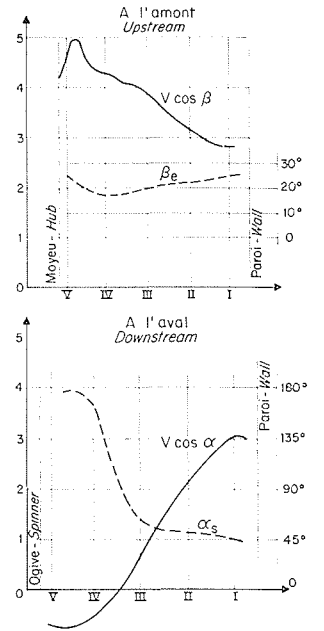 A l'amont
Upstream
5
4
3
2
1
0
V cos β
βe
30°
20°
10°
0
Moyeu-Hub
Paroi-Wall
V
IV
III
II
I
A l'aval
Downstream
5
4
3
2
1
0
180°
135°
90°
45°
0
V cos α
αs
Ogive-Spinner
Paroi-Wall
V
IV
III
II
I